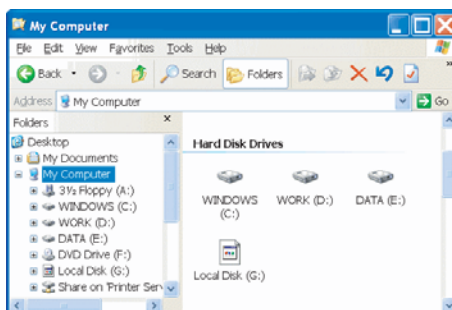 My Computer
File Edit View Favorites Tools Help
Back Search Folders »
Address My Computer Go
Folders ×
Desktop
My Documents
My Computer
3½ Floppy (A:)
WINDOWS (C:)
WORK (D:)
DATA (E:)
DVD Drive (F:)
Local Disk (G:)
Share on 'Printer Serv
Hard Disk Drives
WINDOWS (C:) WORK (D:) DATA (E:)
Local Disk (G:)